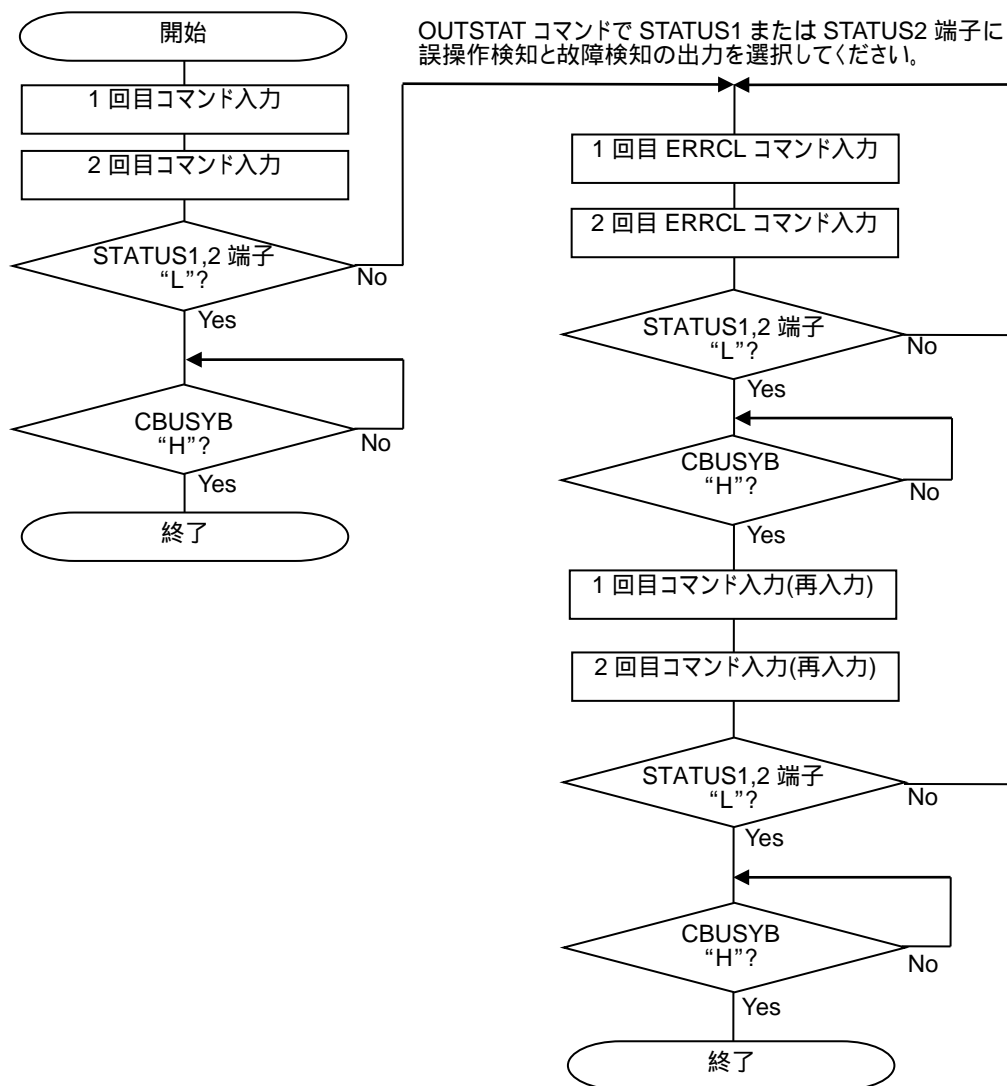 開始
1 回目コマンド入力
2 回目コマンド入力
STATUS1,2 端子
“L”?
No
Yes
CBUSYB
“H”?
No
Yes
終了
OUTSTAT コマンドで STATUS1 または STATUS2 端子に
誤操作検知と故障検知の出力を選択してください。
1 回目 ERRCL コマンド入力
2 回目 ERRCL コマンド入力
STATUS1,2 端子
“L”?
No
Yes
CBUSYB
“H”?
No
Yes
1 回目コマンド入力(再入力)
2 回目コマンド入力(再入力)
STATUS1,2 端子
“L”?
No
Yes
CBUSYB
“H”?
No
Yes
終了